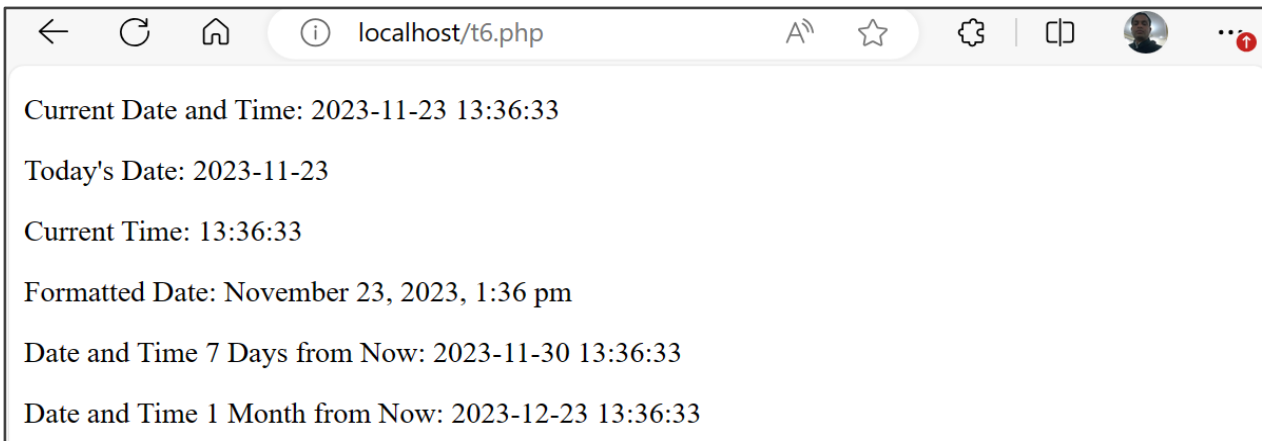 localhost/t6.php
Current Date and Time: 2023-11-23 13:36:33
Today's Date: 2023-11-23
Current Time: 13:36:33
Formatted Date: November 23, 2023, 1:36 pm
Date and Time 7 Days from Now: 2023-11-30 13:36:33
Date and Time 1 Month from Now: 2023-12-23 13:36:33